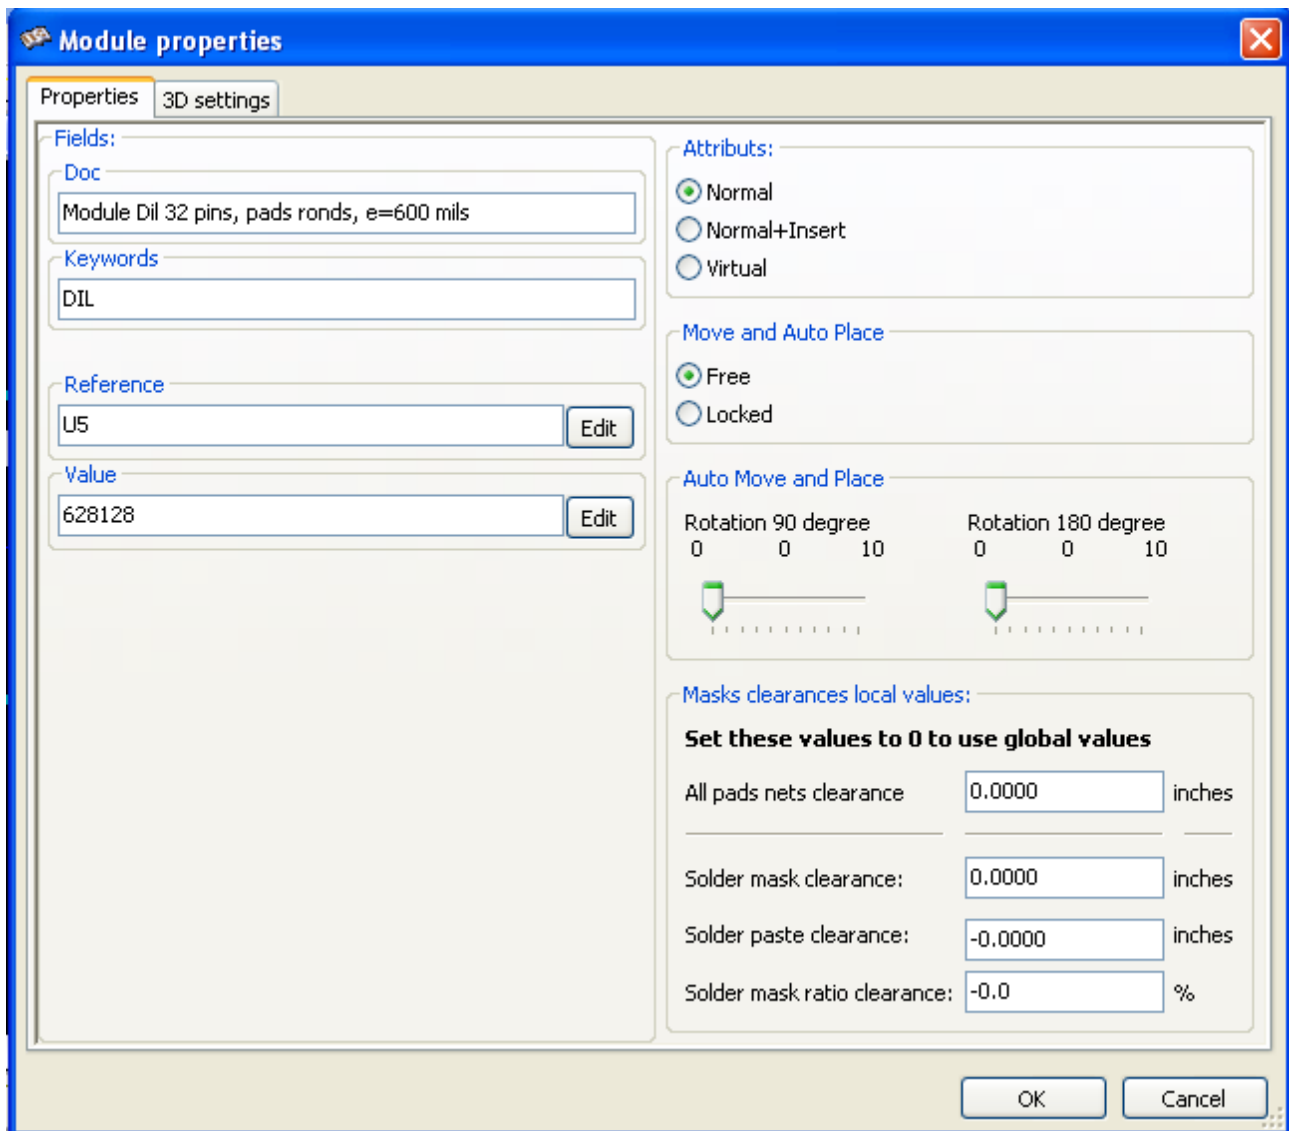 Module properties
Properties
3D settings
Fields:
Doc
Module Dil 32 pins, pads ronds, e=600 mils
Keywords
DIL
Reference
U5
Edit
Value
628128
Edit
Attributs:
Normal
Normal+Insert
Virtual
Move and Auto Place
Free
Locked
Auto Move and Place
Rotation 90 degree
0 0 10
Rotation 180 degree
0 0 10
Masks clearances local values:
Set these values to 0 to use global values
All pads nets clearance 0.0000 inches
Solder mask clearance: 0.0000 inches
Solder paste clearance: -0.0000 inches
Solder mask ratio clearance: -0.0 %
OK Cancel